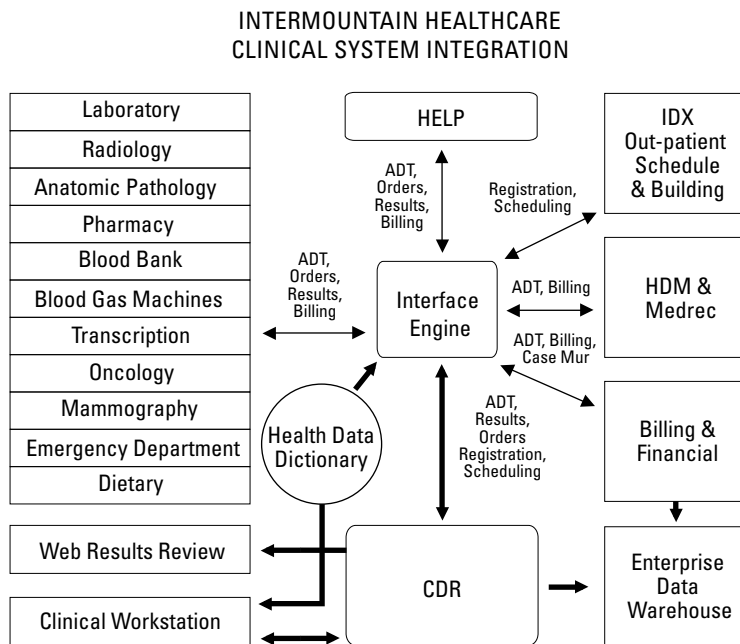 INTERMOUNTAIN HEALTHCARE
CLINICAL SYSTEM INTEGRATION
Laboratory
Radiology
Anatomic Pathology
Pharmacy
Blood Bank
Blood Gas Machines
Transcription
Oncology
Mammography
Emergency Department
Dietary
Web Results Review
Clinical Workstation
HELP
ADT,
Orders,
Results,
Billing
ADT,
Orders,
Results,
Billing
Interface
Engine
Health Data
Dictionary
ADT,
Results,
Orders
Registration,
Scheduling
CDR
Registration,
Scheduling
ADT, Billing
ADT, Billing,
Case Mur
IDX
Out-patient
Schedule
& Building
HDM &
Medrec
Billing &
Financial
Enterprise
Data
Warehouse